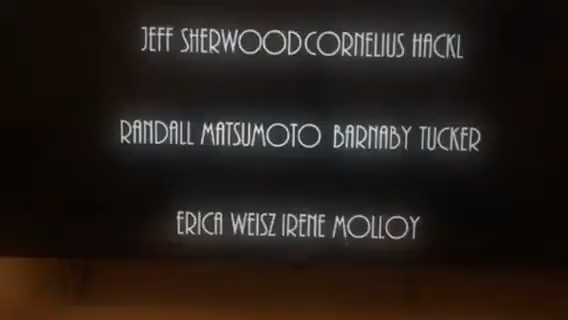 JEFF SHERWOOD CORNELIUS HACKL
RANDALL MATSUMOTO BARNABY TUCKER
ERICA WEISZ IRENE MOLLOY